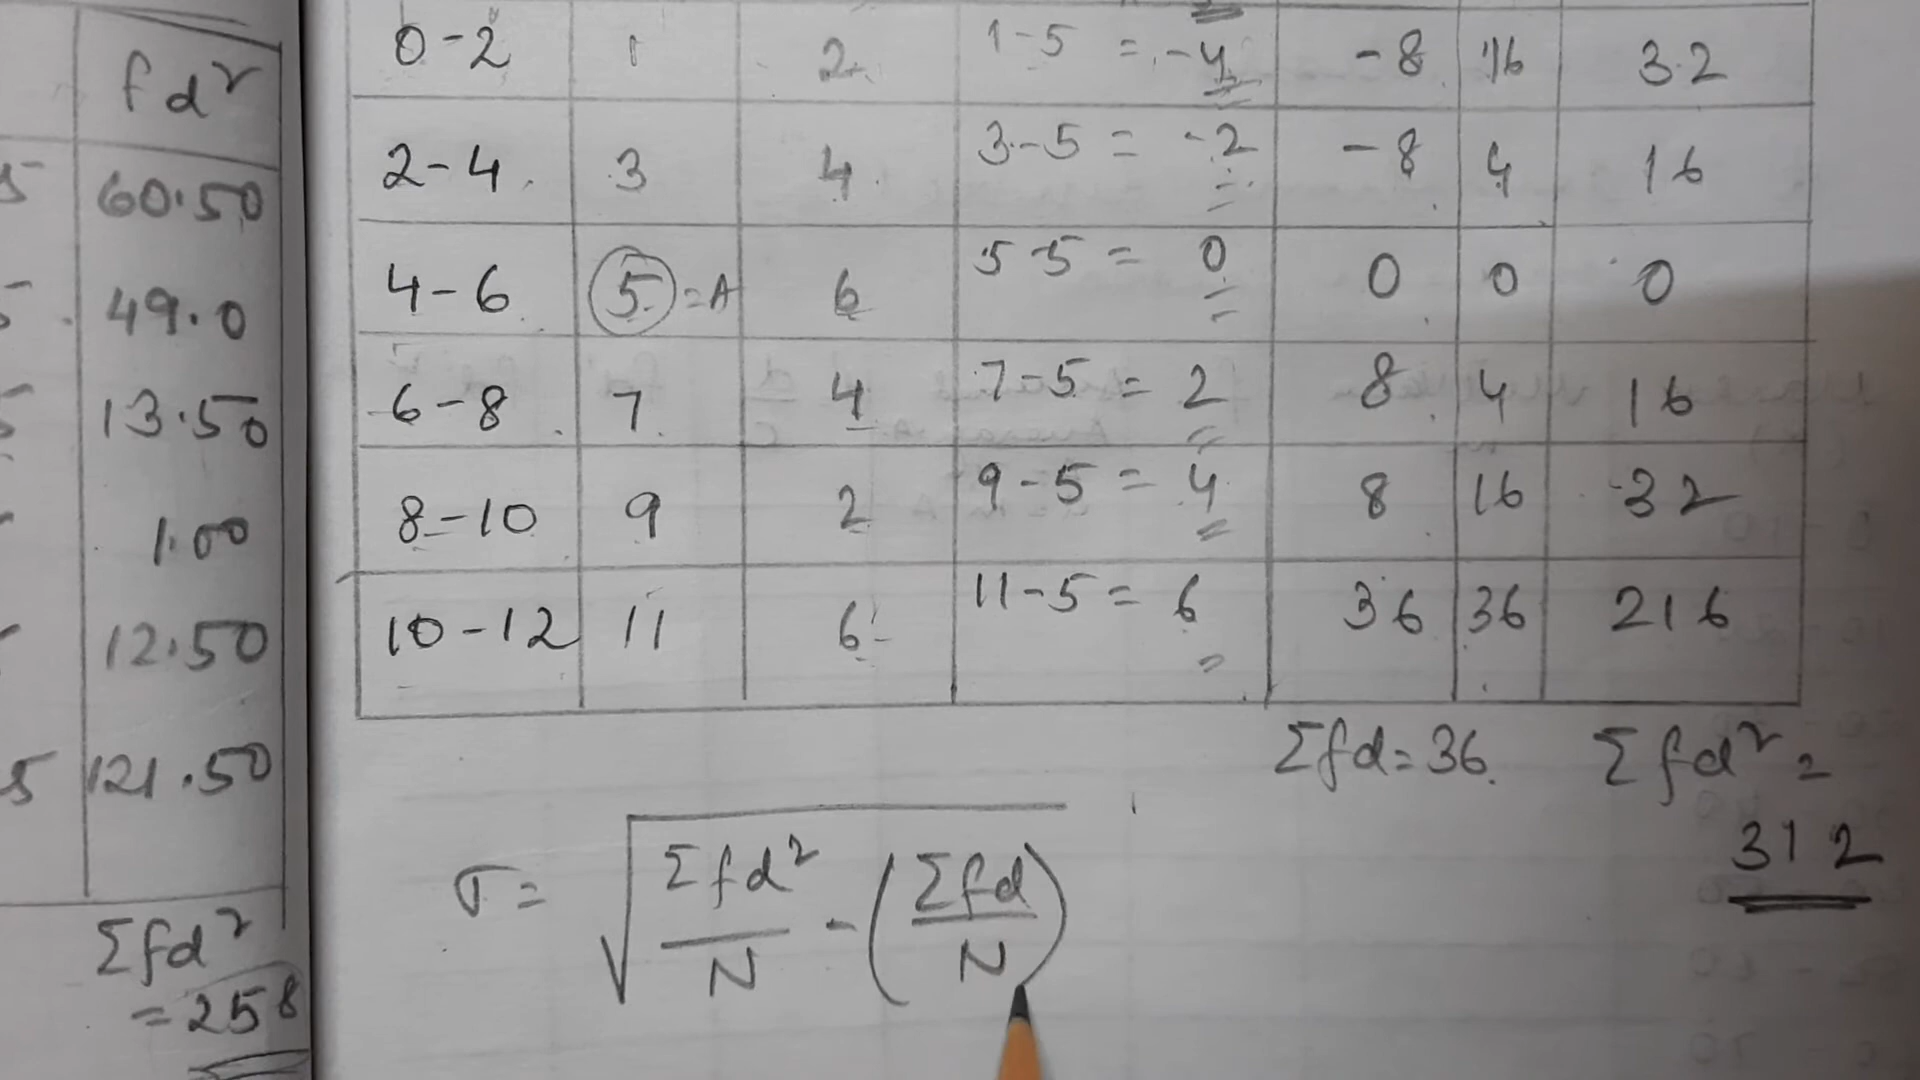 fd²
60.50
49.0
13.50
1.00
12.50
121.50
Σfd²
= 258
0-2 1 2 1-5 = -4 -8 16 32
2-4 3 4 3-5 = -2 -8 4 16
4-6 5 = A 6 5-5 = 0 0 0 0
6-8 7 4 7-5 = 2 8 4 16
8-10 9 2 9-5 = 4 8 16 32
10-12 11 6 11-5 = 6 36 36 216
Σfd = 36 Σfd² =
312
σ = √ Σfd²/N - (Σfd/N)